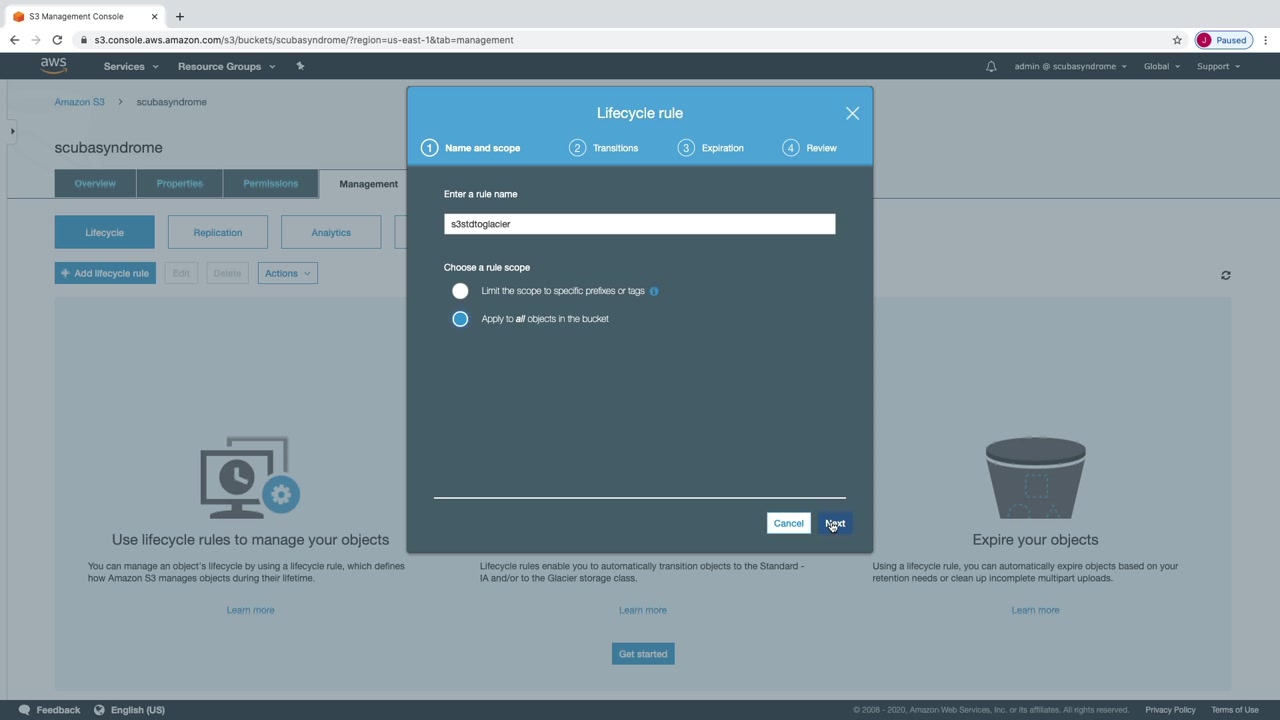 S3 Management Console
s3.console.aws.amazon.com/s3/buckets/scubasyndrome/?region=us-east-1&tab=management
J Paused
aws Services Resource Groups admin @ scubasyndrome Global Support
Amazon S3 > scubasyndrome
scubasyndrome
Overview Properties Permissions Management
Lifecycle Replication Analytics
+ Add lifecycle rule Edit Delete Actions
Lifecycle rule
1 Name and scope 2 Transitions 3 Expiration 4 Review
Enter a rule name
s3stdtoglacier
Choose a rule scope
Limit the scope to specific prefixes or tags
Apply to all objects in the bucket
Cancel Next
Use lifecycle rules to manage your objects
You can manage an object's lifecycle by using a lifecycle rule, which defines
how Amazon S3 manages objects during their lifetime.
Learn more
Lifecycle rules enable you to automatically transition objects to the Standard -
IA and/or to the Glacier storage class.
Learn more
Expire your objects
Using a lifecycle rule, you can automatically expire objects based on your
retention needs or clean up incomplete multipart uploads.
Learn more
Get started
Feedback English (US) © 2008 - 2020, Amazon Web Services, Inc. or its affiliates. All rights reserved. Privacy Policy Terms of Use